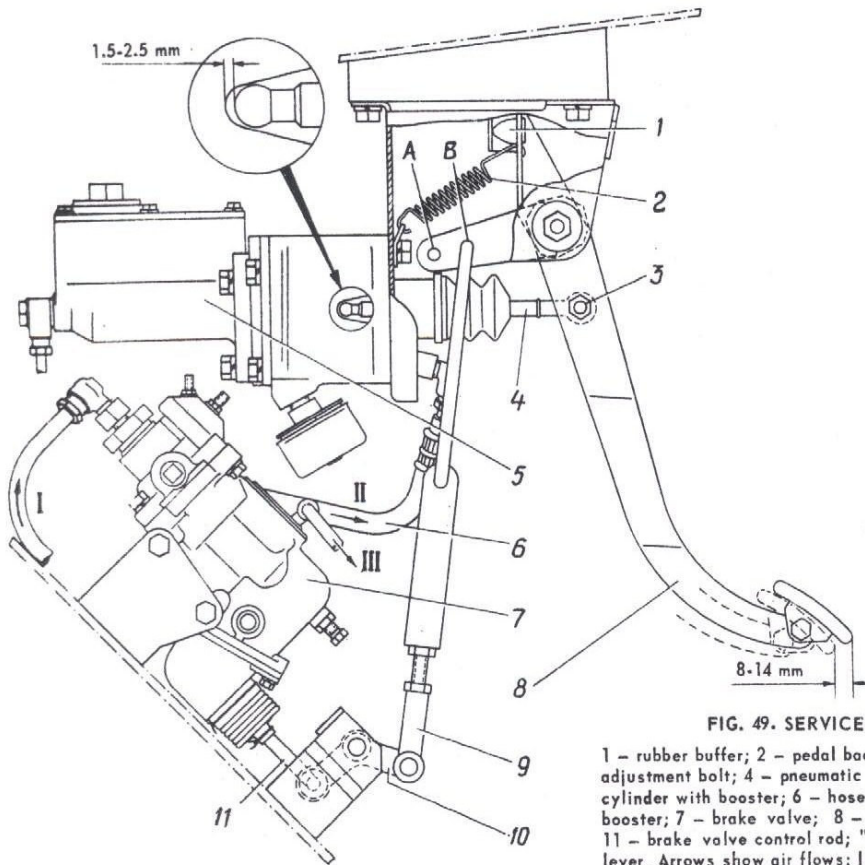 1.5-2.5 mm
1
A
B
2
3
4
5
I
II
6
III
7
8
8-14 mm
9
10
11
FIG. 49. SERVICE
1 – rubber buffer; 2 – pedal
adjustment bolt; 4 – pneumatic
cylinder with booster; 6 – hose
booster; 7 – brake valve; 8 –
11 – brake valve control rod; "
lever. Arrows show air flows: